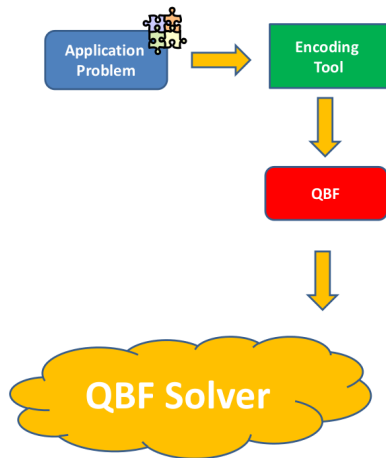 Application
Problem
Encoding
Tool
QBF
QBF Solver